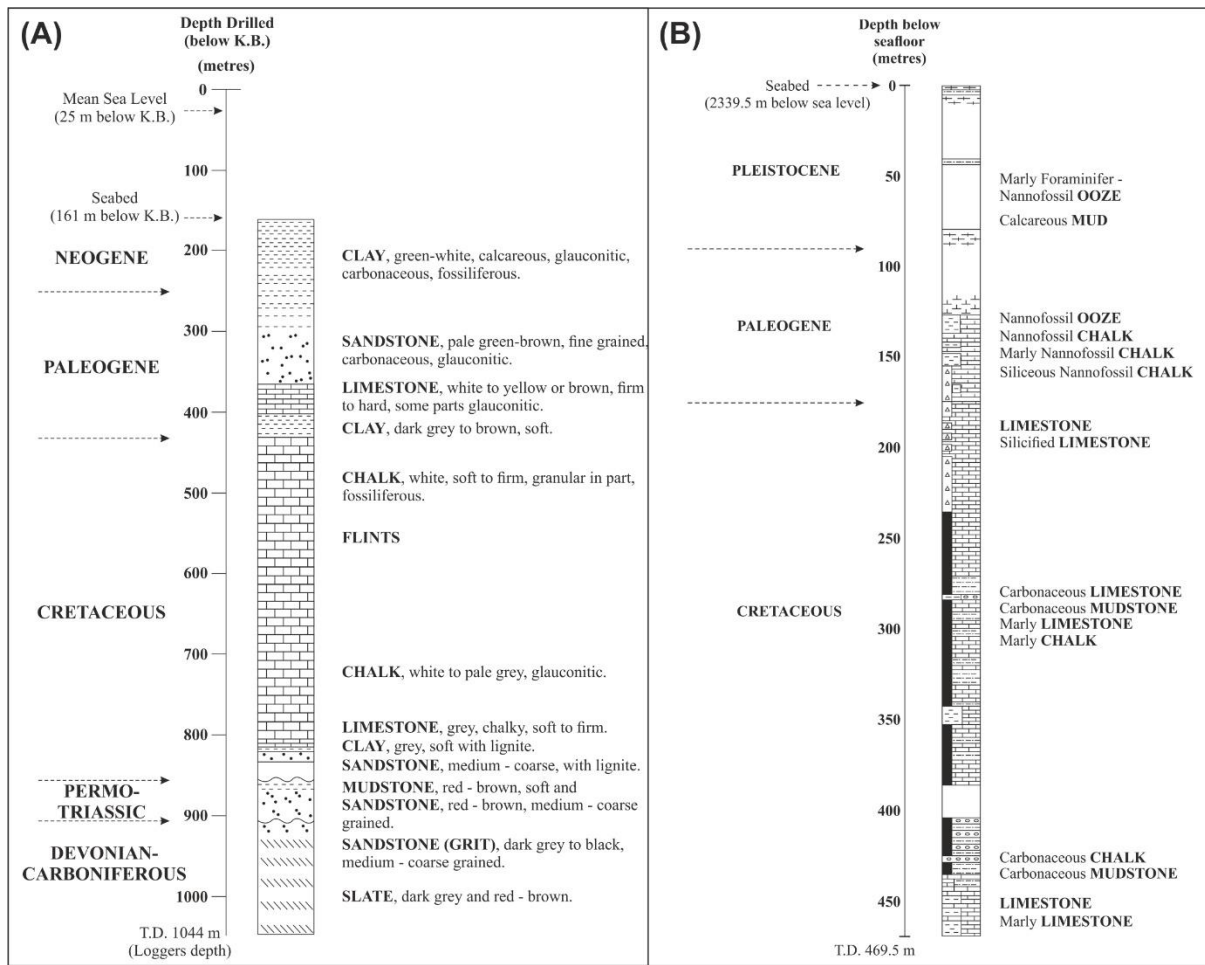 (A)
Depth Drilled
(below K.B.)
(metres)
0
Mean Sea Level
(25 m below K.B.)
100
Seabed
(161 m below K.B.)
200
NEOGENE
CLAY, green-white, calcareous, glauconitic,
carbonaceous, fossiliferous.
300
SANDSTONE, pale green-brown, fine grained,
carbonaceous, glauconitic.
PALEOGENE
LIMESTONE, white to yellow or brown, firm
to hard, some parts glauconitic.
400
CLAY, dark grey to brown, soft.
CHALK, white, soft to firm, granular in part,
fossiliferous.
500
FLINTS
600
CRETACEOUS
700
CHALK, white to pale grey, glauconitic.
LIMESTONE, grey, chalky, soft to firm.
800
CLAY, grey, soft with lignite.
SANDSTONE, medium - coarse, with lignite.
PERMO-
TRIASSIC
MUDSTONE, red - brown, soft and
SANDSTONE, red - brown, medium - coarse
grained.
900
DEVONIAN-
CARBONIFEROUS
SANDSTONE (GRIT), dark grey to black,
medium - coarse grained.
SLATE, dark grey and red - brown.
1000
T.D. 1044 m
(Loggers depth)
(B)
Depth below
seafloor
(metres)
Seabed
(2339.5 m below sea level)
0
PLEISTOCENE
50
Marly Foraminifer -
Nannofossil OOZE
Calcareous MUD
100
PALEOGENE
Nannofossil OOZE
Nannofossil CHALK
150
Marly Nannofossil CHALK
Siliceous Nannofossil CHALK
LIMESTONE
Silicified LIMESTONE
200
250
CRETACEOUS
Carbonaceous LIMESTONE
Carbonaceous MUDSTONE
Marly LIMESTONE
Marly CHALK
300
350
400
Carbonaceous CHALK
Carbonaceous MUDSTONE
450
LIMESTONE
Marly LIMESTONE
T.D. 469.5 m